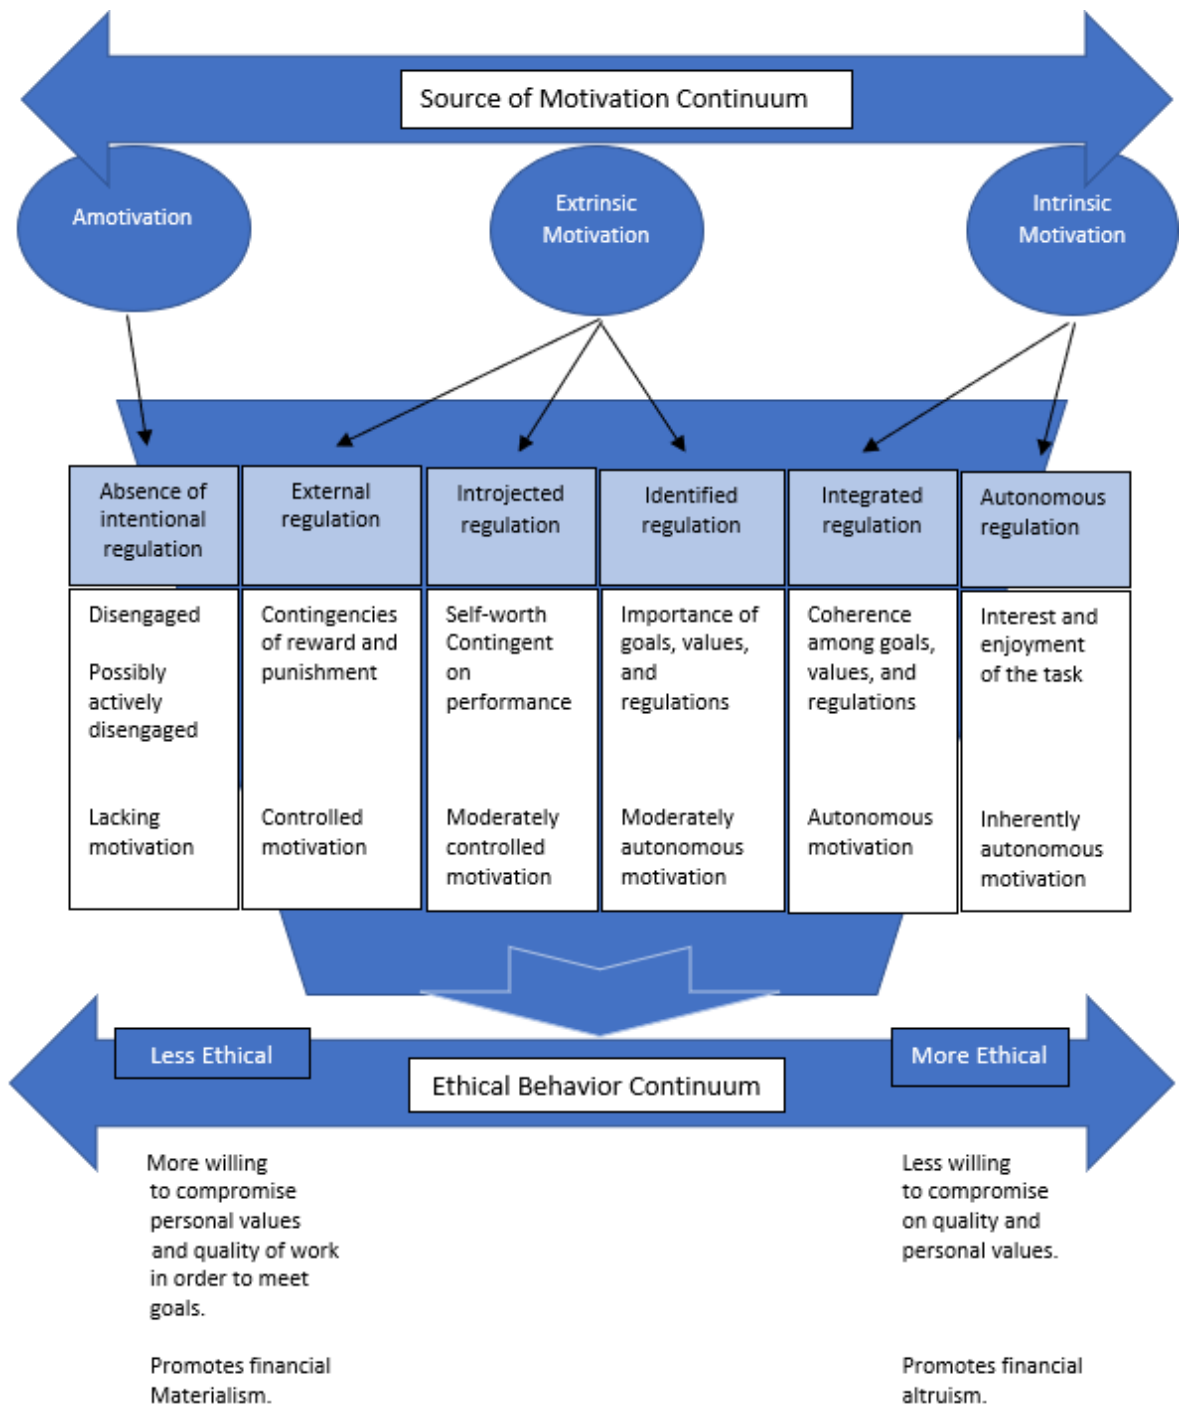 Source of Motivation Continuum
Amotivation
Extrinsic
Motivation
Intrinsic
Motivation
Absence of
intentional
regulation
External
regulation
Introjected
regulation
Identified
regulation
Integrated
regulation
Autonomous
regulation
Disengaged
Possibly
actively
disengaged
Lacking
motivation
Contingencies
of reward and
punishment
Controlled
motivation
Self-worth
Contingent
on
performance
Moderately
controlled
motivation
Importance of
goals, values,
and
regulations
Moderately
autonomous
motivation
Coherence
among goals,
values, and
regulations
Autonomous
motivation
Interest and
enjoyment
of the task
Inherently
autonomous
motivation
Less Ethical
More Ethical
Ethical Behavior Continuum
More willing
to compromise
personal values
and quality of work
in order to meet
goals.
Promotes financial
Materialism.
Less willing
to compromise
on quality and
personal values.
Promotes financial
altruism.